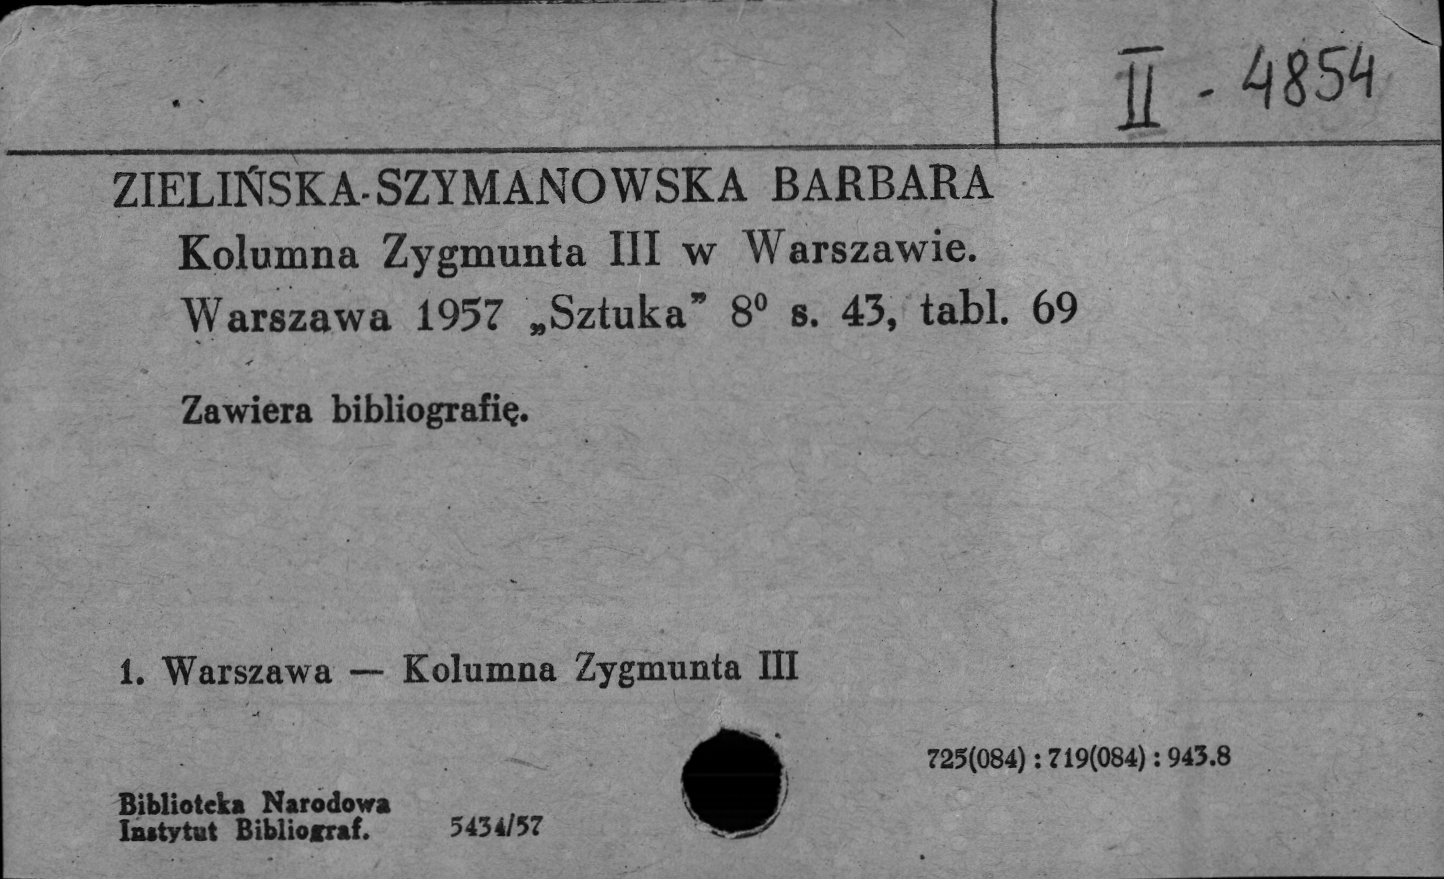 II - 4854
ZIELIŃSKA-SZYMANOWSKA BARBARA
Kolumna Zygmunta III w Warszawie.
Warszawa 1957 „Sztuka” 8⁰ s. 43, tabl. 69
Zawiera bibliografię.
1. Warszawa — Kolumna Zygmunta III
725(084) : 719(084) : 943.8
Biblioteka Narodowa
Instytut Bibliograf. 5434/57